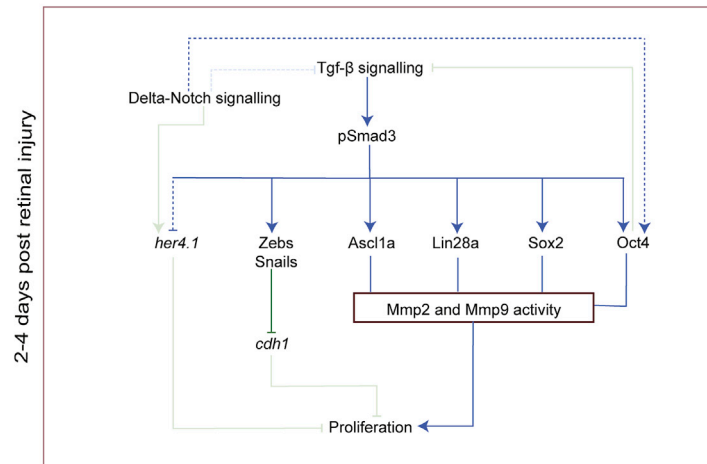 2-4 days post retinal injury
Tgf-β signalling
Delta-Notch signalling
pSmad3
her4.1
Zebs
Snails
Ascl1a
Lin28a
Sox2
Oct4
Mmp2 and Mmp9 activity
cdh1
Proliferation